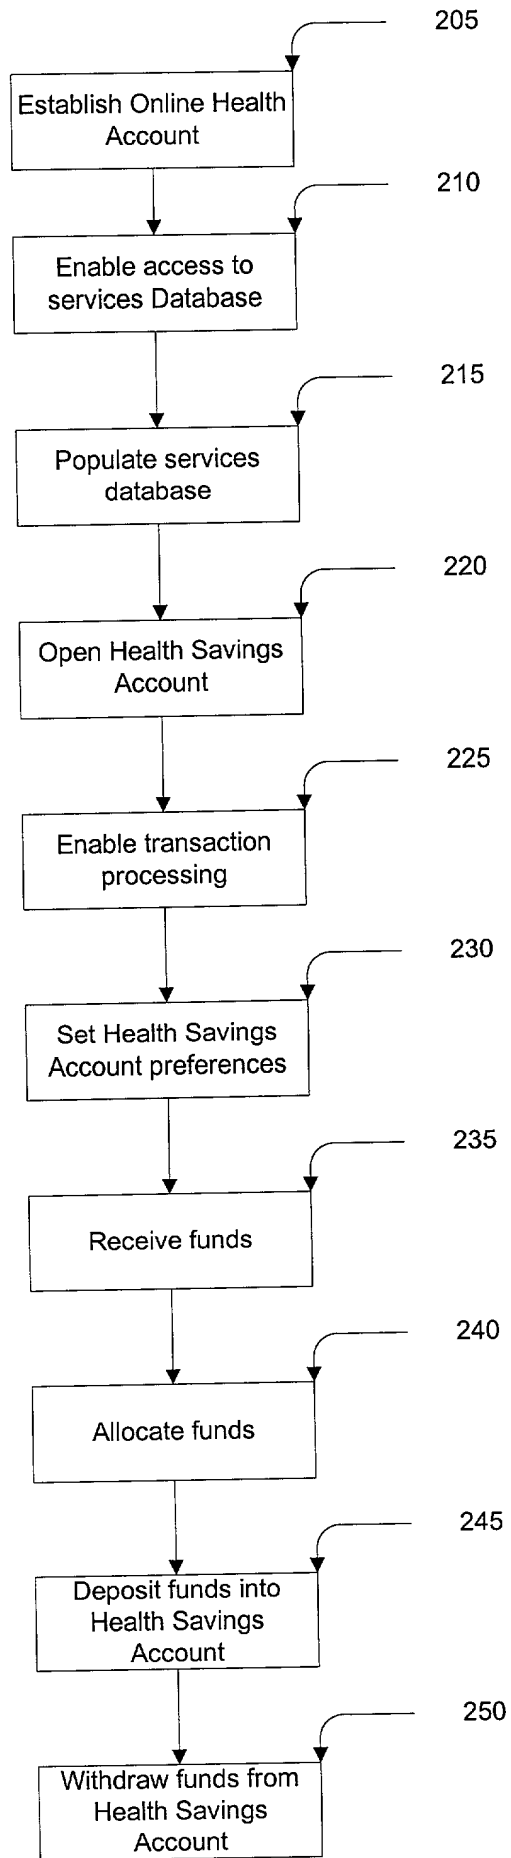 205
Establish Online Health
Account
210
Enable access to
services Database
215
Populate services
database
220
Open Health Savings
Account
225
Enable transaction
processing
230
Set Health Savings
Account preferences
235
Receive funds
240
Allocate funds
245
Deposit funds into
Health Savings
Account
250
Withdraw funds from
Health Savings
Account